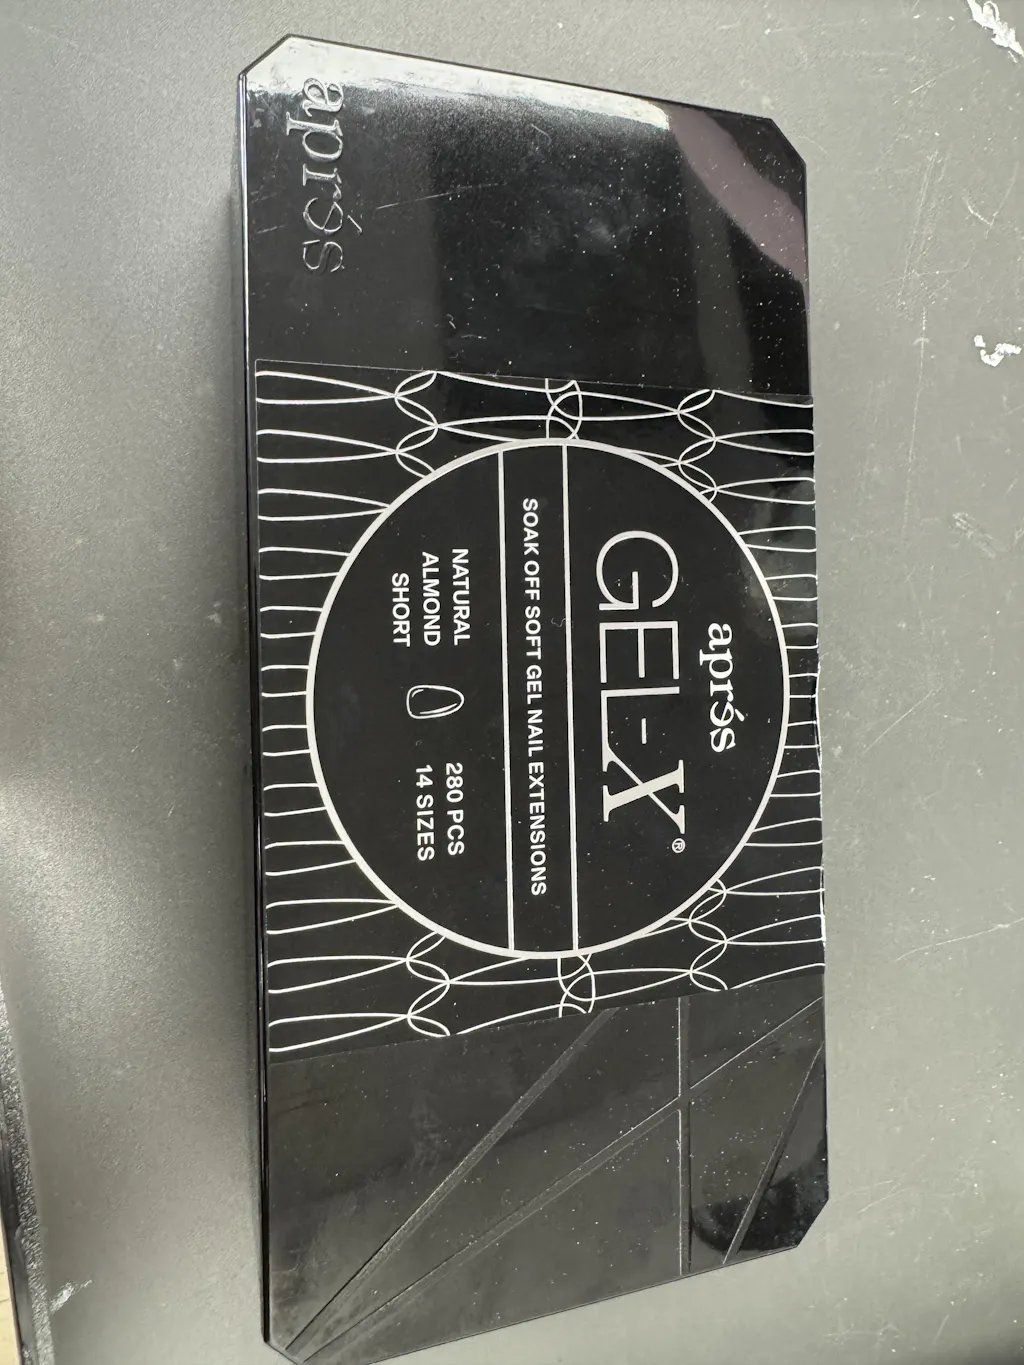 aprés
aprés
GEL-X®
SOAK OFF SOFT GEL NAIL EXTENSIONS
NATURAL
ALMOND
SHORT
280 PCS
14 SIZES